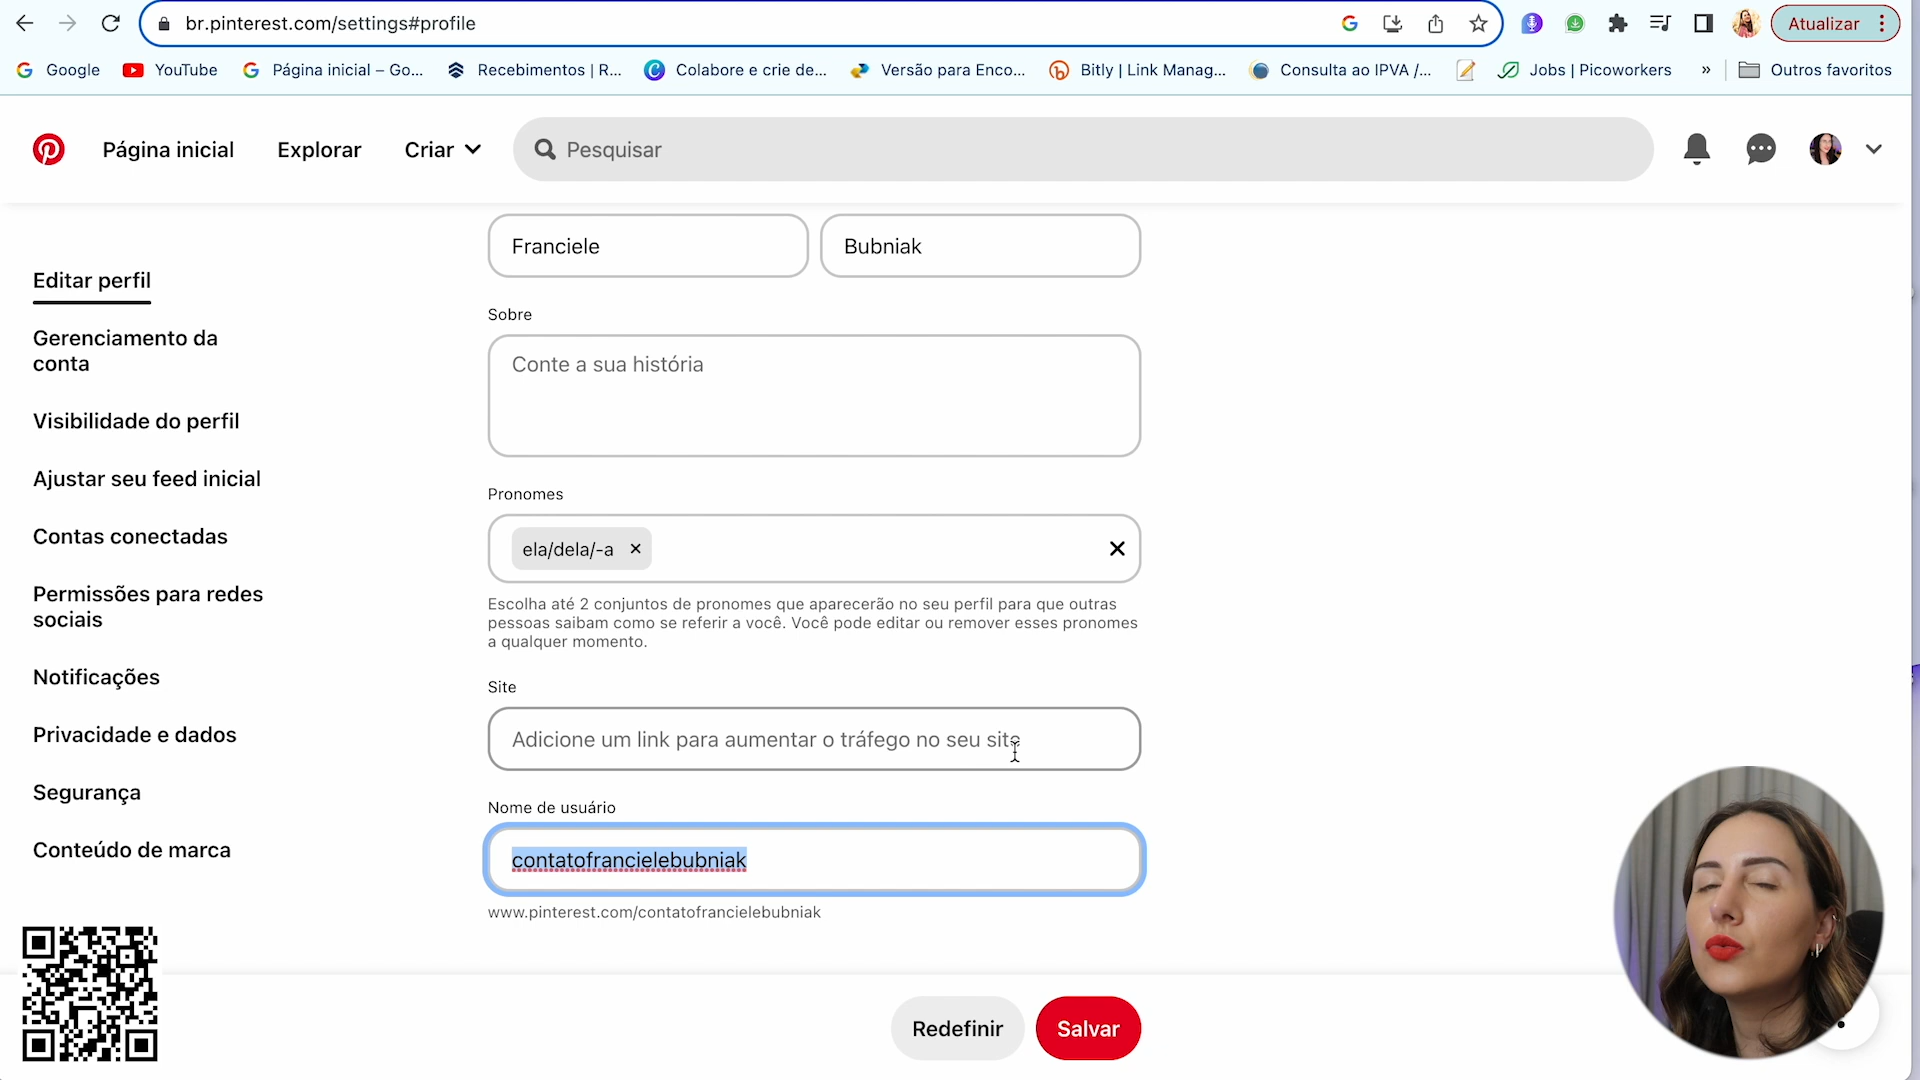 br.pinterest.com/settings#profile
Atualizar
Google
YouTube
Página inicial – Go...
Recebimentos | R...
Colabore e crie de...
Versão para Enco...
Bitly | Link Manag...
Consulta ao IPVA /...
Jobs | Picoworkers
»
Outros favoritos
Página inicial
Explorar
Criar
Pesquisar
Franciele
Bubniak
Editar perfil
Gerenciamento da
conta
Visibilidade do perfil
Ajustar seu feed inicial
Contas conectadas
Permissões para redes
sociais
Notificações
Privacidade e dados
Segurança
Conteúdo de marca
Sobre
Conte a sua história
Pronomes
ela/dela/-a
Escolha até 2 conjuntos de pronomes que aparecerão no seu perfil para que outras
pessoas saibam como se referir a você. Você pode editar ou remover esses pronomes
a qualquer momento.
Site
Adicione um link para aumentar o tráfego no seu site
Nome de usuário
contatofrancielebubniak
www.pinterest.com/contatofrancielebubniak
Redefinir
Salvar